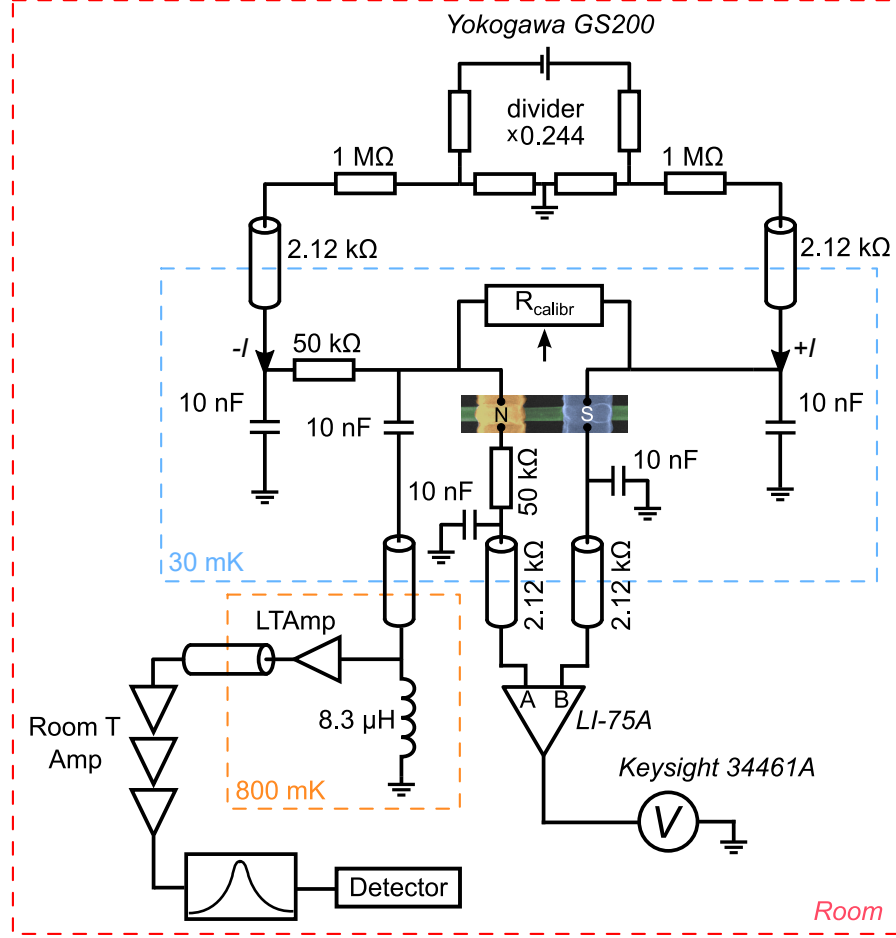 Yokogawa GS200
divider
×0.244
1 MΩ
1 MΩ
2.12 kΩ
2.12 kΩ
R calibr
-I
50 kΩ
+I
10 nF
10 nF
N
S
10 nF
10 nF
10 nF
50 kΩ
30 mK
2.12 kΩ
2.12 kΩ
LTAmp
A
B
LI-75A
8.3 µH
Room T
Amp
Keysight 34461A
800 mK
V
Detector
Room